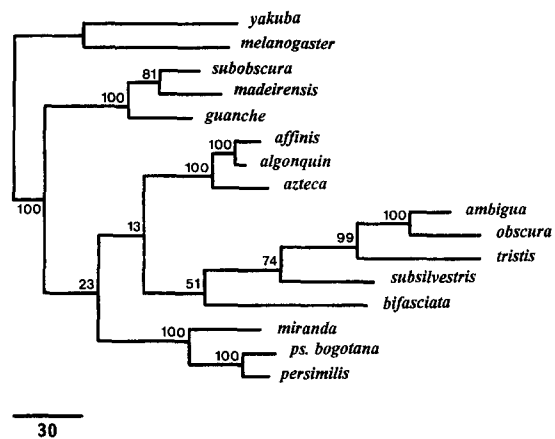 yakuba
melanogaster
subobscura
81
madeirensis
100
guanche
affinis
100
algonquin
100
azteca
ambigua
100
obscura
99
tristis
74
subsilvestris
51
bifasciata
13
100
23
miranda
100
ps. bogotana
100
persimilis
30